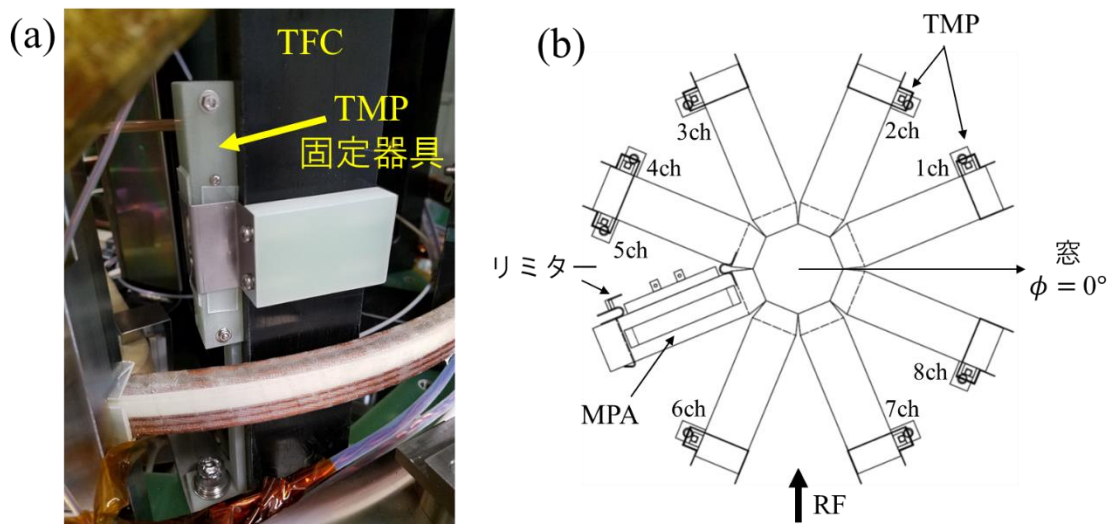 (a)
TFC
TMP
固定器具
(b)
TMP
3ch
2ch
4ch
1ch
5ch
リミター
窓
ϕ = 0°
8ch
MPA
6ch
7ch
RF